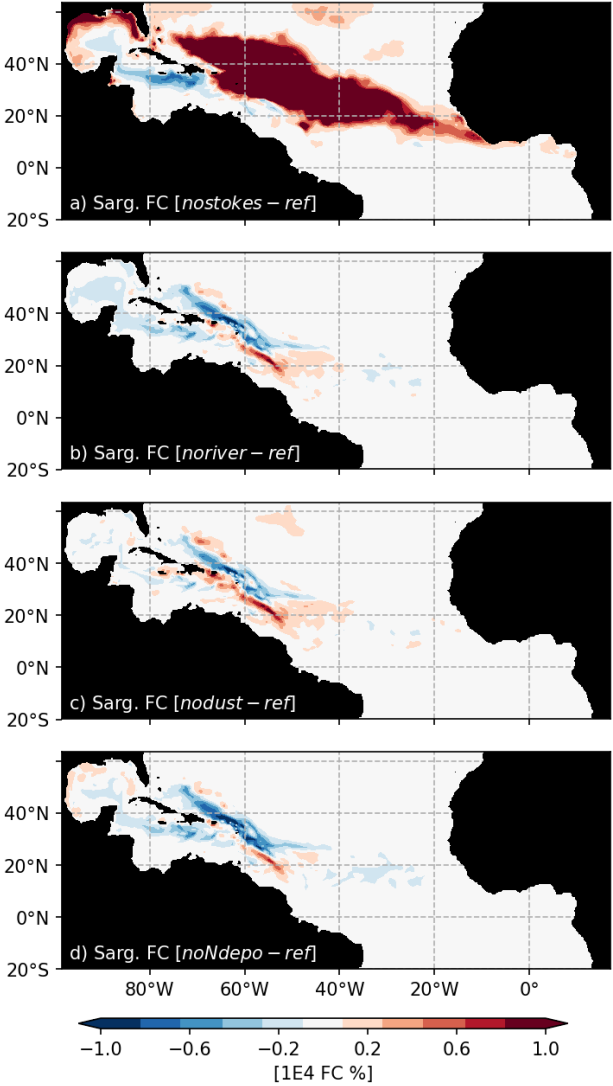 40°N
20°N
0°N
20°S
a) Sarg. FC [nostokes − ref]
40°N
20°N
0°N
20°S
b) Sarg. FC [noriver − ref]
40°N
20°N
0°N
20°S
c) Sarg. FC [nodust − ref]
40°N
20°N
0°N
20°S
d) Sarg. FC [noNdepo − ref]
80°W 60°W 40°W 20°W 0°
−1.0 −0.6 −0.2 0.2 0.6 1.0
[1E4 FC %]